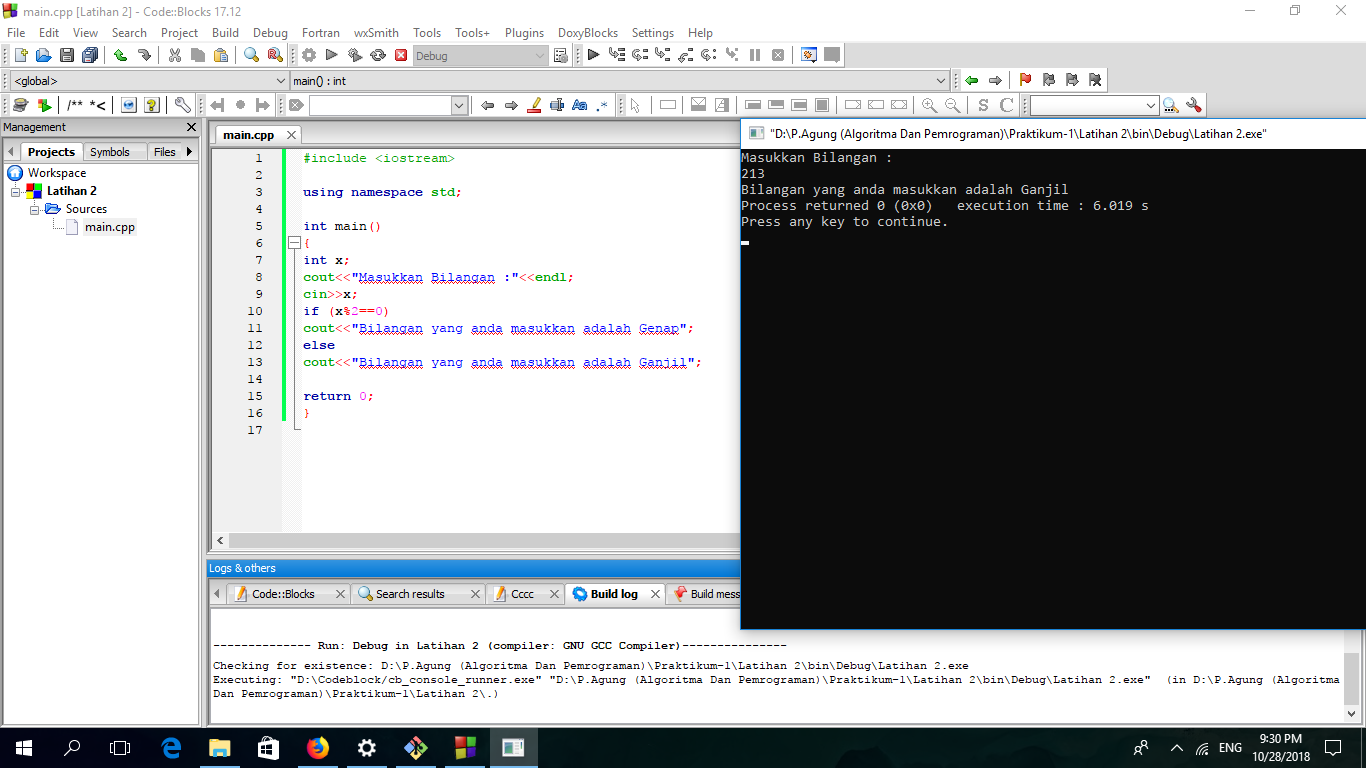 main.cpp [Latihan 2] - Code::Blocks 17.12
File Edit View Search Project Build Debug Fortran wxSmith Tools Tools+ Plugins DoxyBlocks Settings Help
Debug
<global> main() : int
/** *<
Aa .*
S C
Management
Projects Symbols Files
Workspace
Latihan 2
Sources
main.cpp
main.cpp
1 #include <iostream>
2
3 using namespace std;
4
5 int main()
6 {
7 int x;
8 cout<<"Masukkan Bilangan :"<<endl;
9 cin>>x;
10 if (x%2==0)
11 cout<<"Bilangan yang anda masukkan adalah Genap";
12 else
13 cout<<"Bilangan yang anda masukkan adalah Ganjil";
14
15 return 0;
16 }
17
"D:\P.Agung (Algoritma Dan Pemrograman)\Praktikum-1\Latihan 2\bin\Debug\Latihan 2.exe"
Masukkan Bilangan :
213
Bilangan yang anda masukkan adalah Ganjil
Process returned 0 (0x0)   execution time : 6.019 s
Press any key to continue.
Logs & others
Code::Blocks Search results Cccc Build log Build mess
-------------- Run: Debug in Latihan 2 (compiler: GNU GCC Compiler)---------------
Checking for existence: D:\P.Agung (Algoritma Dan Pemrograman)\Praktikum-1\Latihan 2\bin\Debug\Latihan 2.exe
Executing: "D:\Codeblock/cb_console_runner.exe" "D:\P.Agung (Algoritma Dan Pemrograman)\Praktikum-1\Latihan 2\bin\Debug\Latihan 2.exe"  (in D:\P.Agung (Algoritma
Dan Pemrograman)\Praktikum-1\Latihan 2\.)
ENG
9:30 PM
10/28/2018